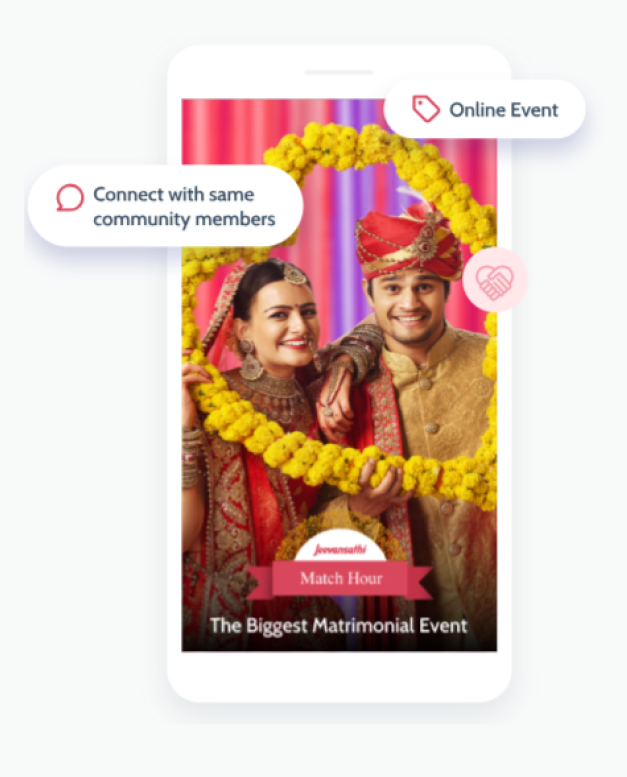 Online Event
Connect with same
community members
Jeevansathi
Match Hour
The Biggest Matrimonial Event